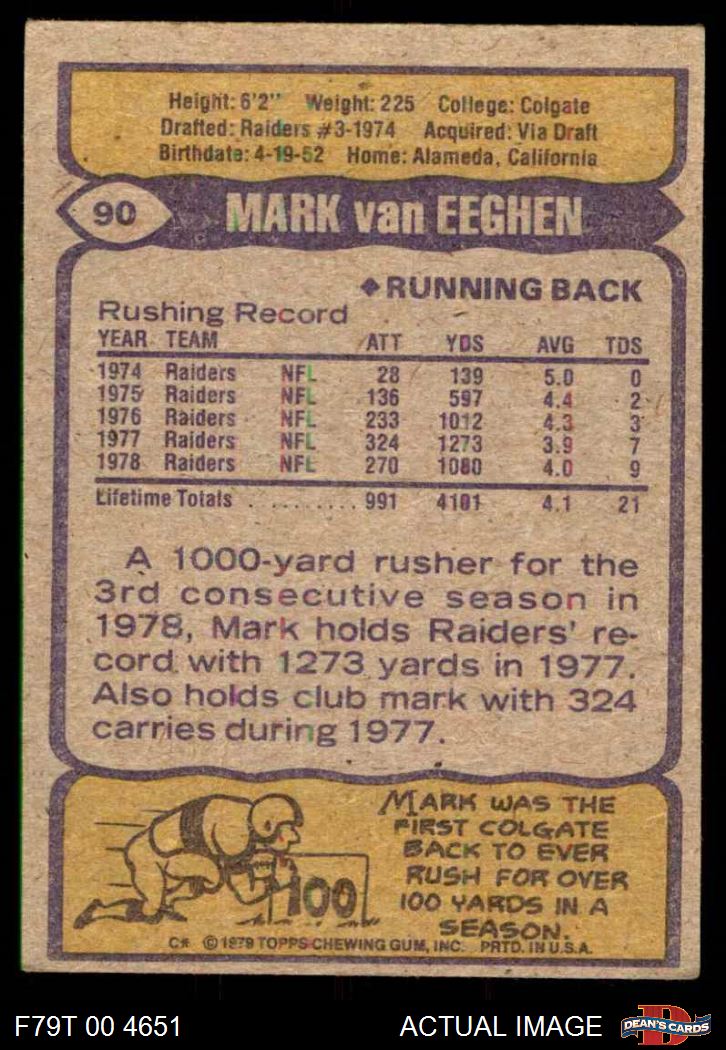 Height: 6'2" Weight: 225 College: Colgate
Drafted: Raiders #3-1974 Acquired: Via Draft
Birthdate: 4-19-52 Home: Alameda, California
90 MARK van EEGHEN
◆RUNNING BACK
Rushing Record
YEAR TEAM ATT YDS AVG TDS
1974 Raiders NFL 28 139 5.0 0
1975 Raiders NFL 136 597 4.4 2
1976 Raiders NFL 233 1012 4.3 3
1977 Raiders NFL 324 1273 3.9 7
1978 Raiders NFL 270 1080 4.0 9
Lifetime Totals . . . . . . . . . . 991 4101 4.1 21
A 1000-yard rusher for the
3rd consecutive season in
1978, Mark holds Raiders' re-
cord with 1273 yards in 1977.
Also holds club mark with 324
carries during 1977.
MARK WAS THE
FIRST COLGATE
BACK TO EVER
RUSH FOR OVER
100 YARDS IN A
SEASON.
100
C* © 1979 TOPPS CHEWING GUM, INC. PRTD. IN U.S.A.
F79T 00 4651 ACTUAL IMAGE D DEAN'S CARDS